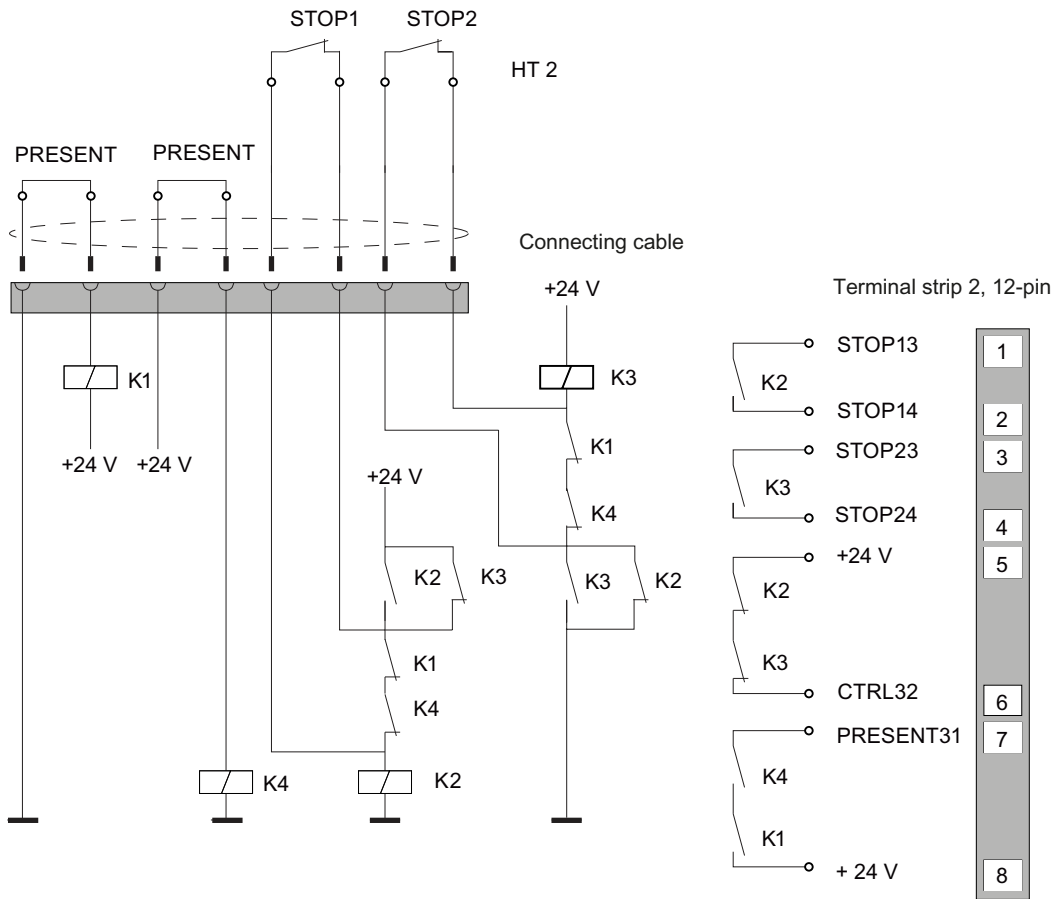 STOP1 STOP2
HT 2
PRESENT PRESENT
Connecting cable
+24 V
Terminal strip 2, 12-pin
K1
K3
+24 V +24 V
+24 V
K1
K4
K2 K3
K3 K2
K1
K4
K4
K2
STOP13 1
K2
STOP14 2
STOP23 3
K3
STOP24 4
+24 V 5
K2
K3
CTRL32 6
PRESENT31 7
K4
K1
+ 24 V 8